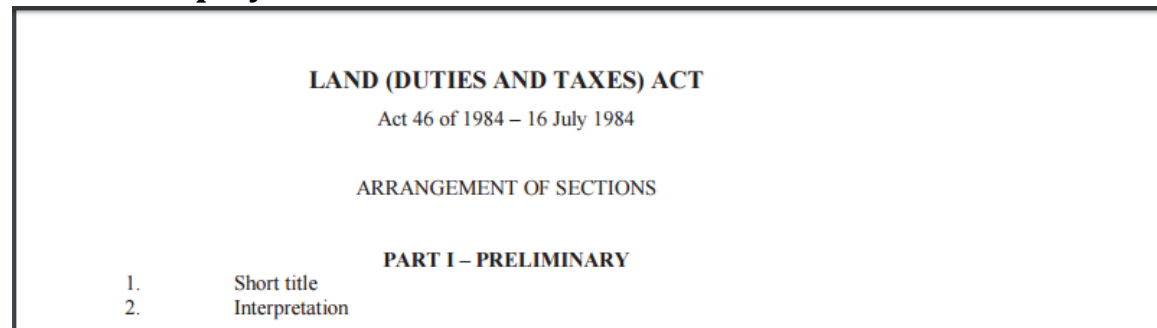 LAND (DUTIES AND TAXES) ACT
Act 46 of 1984 – 16 July 1984
ARRANGEMENT OF SECTIONS
PART I – PRELIMINARY
1. Short title
2. Interpretation